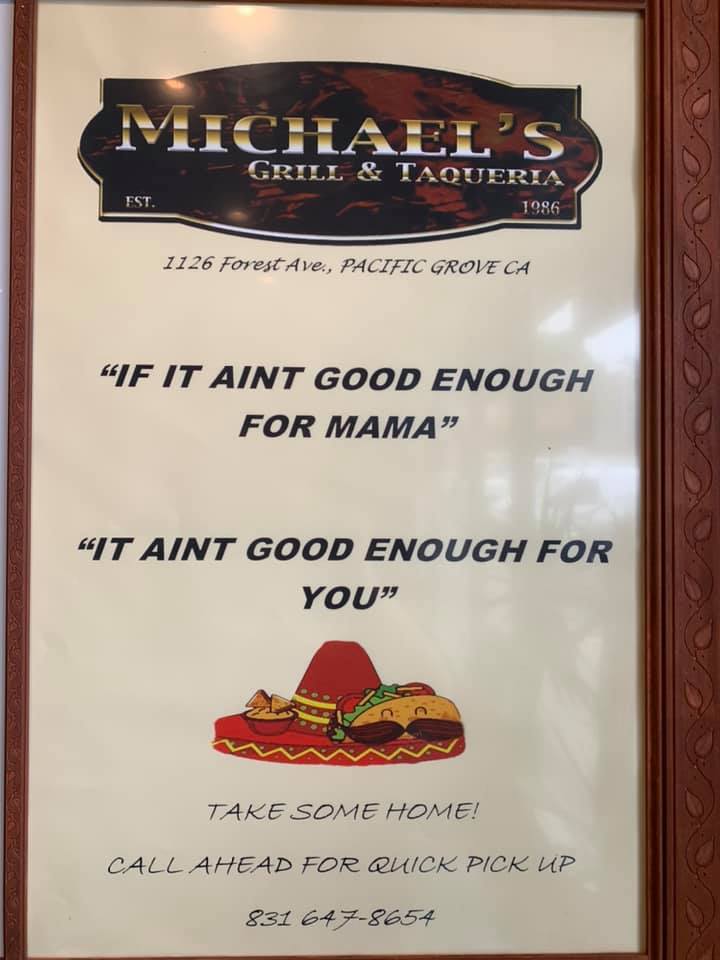 MICHAEL'S
GRILL & TAQUERIA
EST. 1986
1126 Forest Ave., PACIFIC GROVE CA
“IF IT AINT GOOD ENOUGH
FOR MAMA”
“IT AINT GOOD ENOUGH FOR
YOU”
TAKE SOME HOME!
CALL AHEAD FOR QUICK PICK UP
831 647-8654